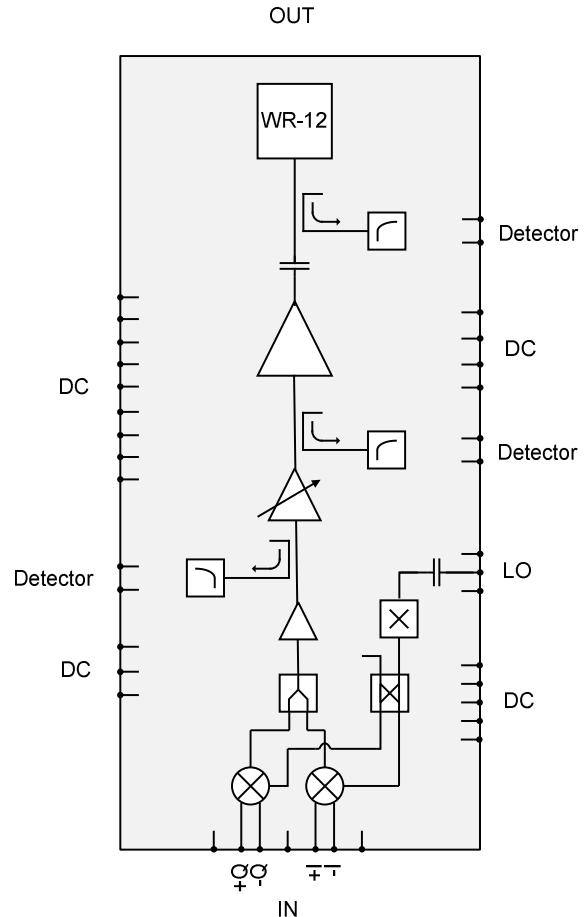 OUT
WR-12
Detector
DC
DC
Detector
Detector
LO
DC
DC
+Q
-Q
+I
-I
IN